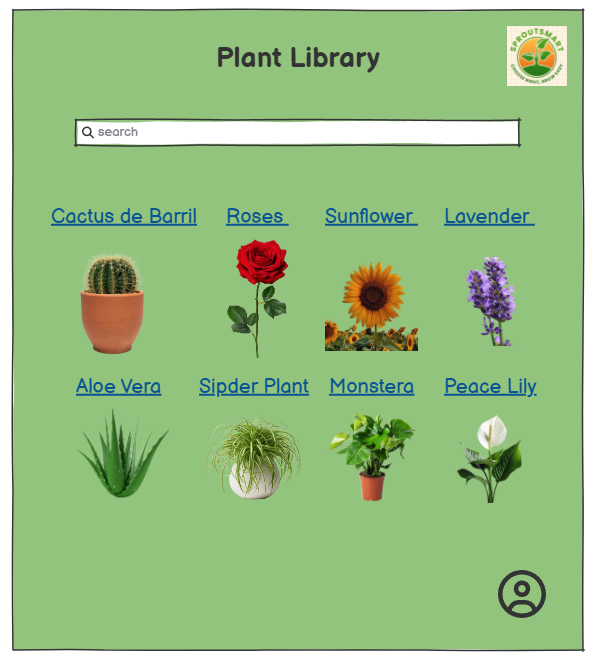 Plant Library
SPROUTSMART
search
Cactus de Barril Roses Sunflower Lavender
Aloe Vera Sipder Plant Monstera Peace Lily